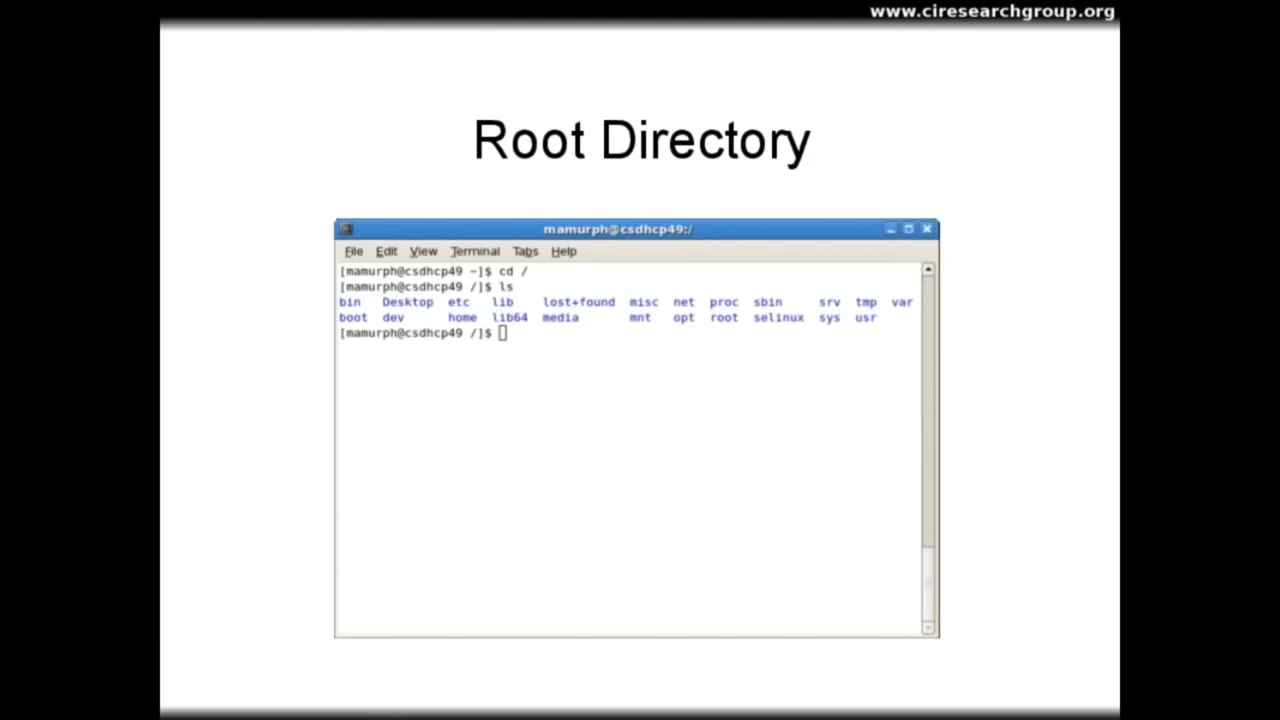 www.ciresearchgroup.org
Root Directory
mamurph@csdhcp49:/
File Edit View Terminal Tabs Help
[mamurph@csdhcp49 ~]$ cd /
[mamurph@csdhcp49 /]$ ls
bin Desktop etc lib lost+found misc net proc sbin srv tmp var
boot dev home lib64 media mnt opt root selinux sys usr
[mamurph@csdhcp49 /]$